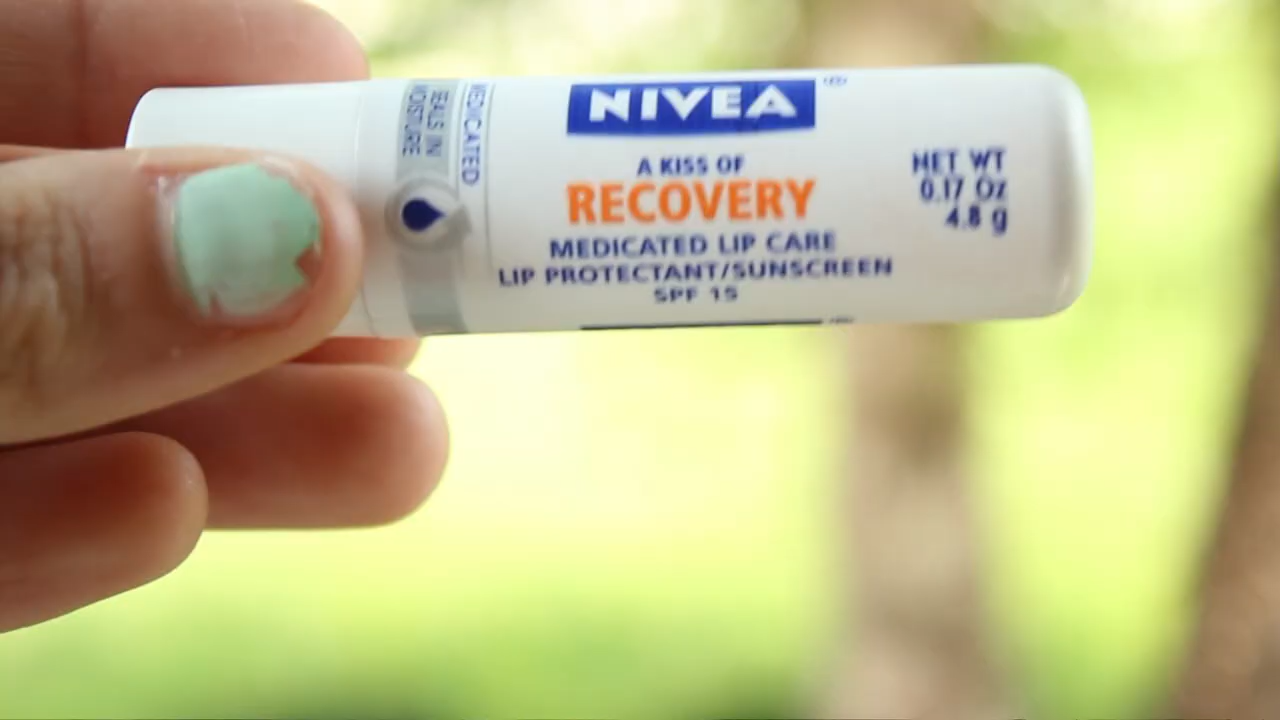 NIVEA
A KISS OF
RECOVERY
MEDICATED LIP CARE
LIP PROTECTANT/SUNSCREEN
SPF 15
NET WT
0.17 Oz
4.8 g
MEDICATED
SEALS IN
MOISTURE